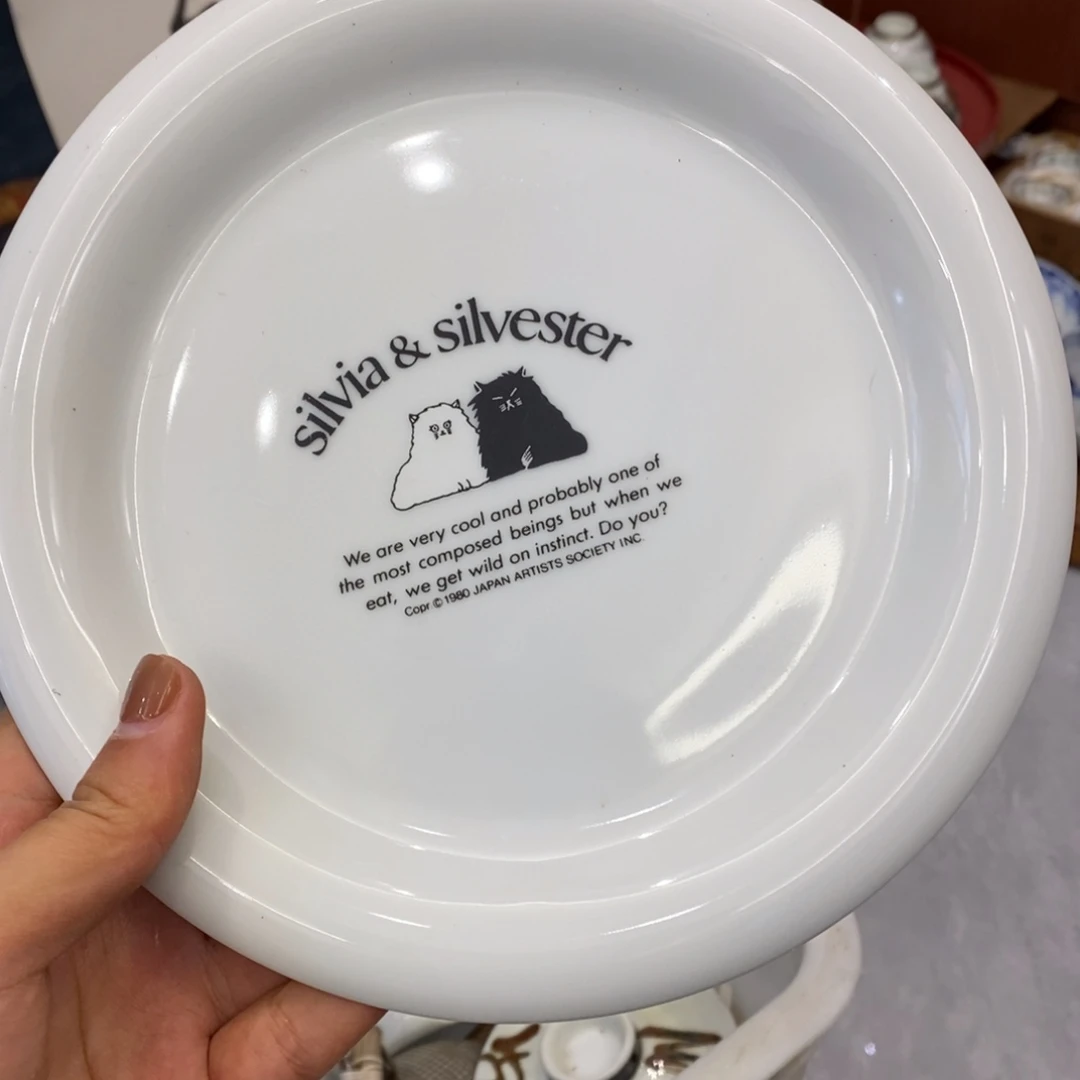 silvia & silvester
We are very cool and probably one of
the most composed beings but when we
eat, we get wild on instinct. Do you?
Copr.©1980 JAPAN ARTISTS SOCIETY INC.